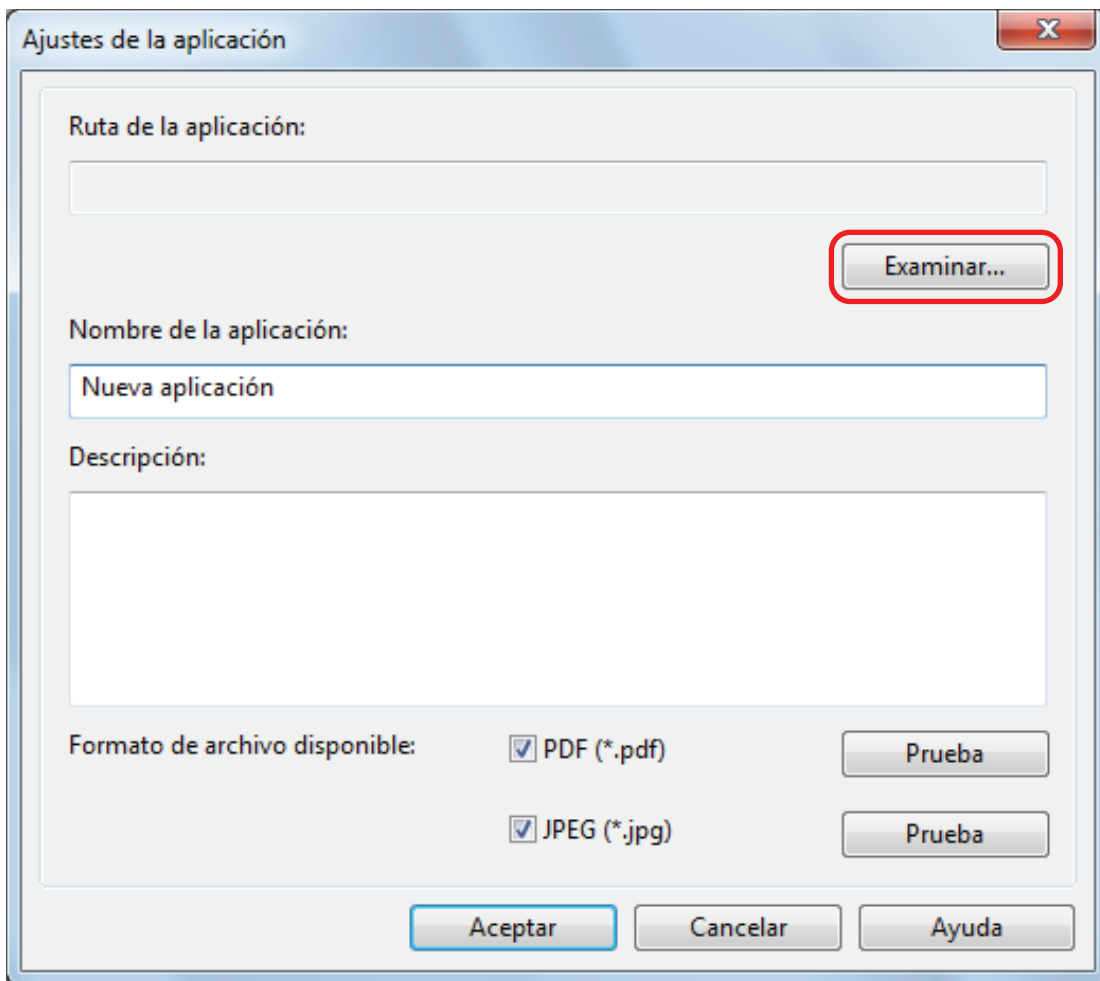 Ajustes de la aplicación
Ruta de la aplicación:
Examinar...
Nombre de la aplicación:
Nueva aplicación
Descripción:
Formato de archivo disponible:
PDF (*.pdf)
Prueba
JPEG (*.jpg)
Prueba
Aceptar
Cancelar
Ayuda